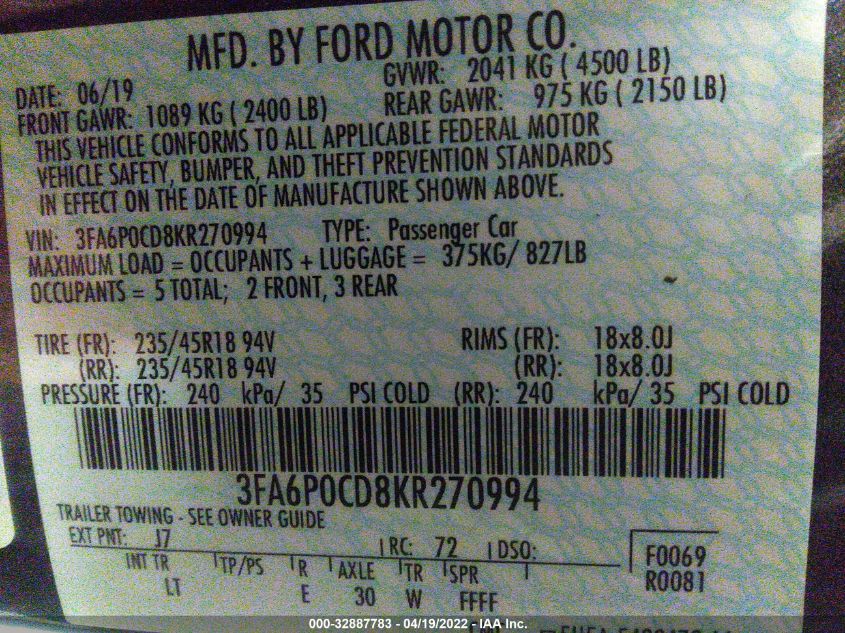 MFD. BY FORD MOTOR CO.
DATE: 06/19 GVWR: 2041 KG ( 4500 LB)
FRONT GAWR: 1089 KG ( 2400 LB) REAR GAWR: 975 KG ( 2150 LB)
THIS VEHICLE CONFORMS TO ALL APPLICABLE FEDERAL MOTOR
VEHICLE SAFETY, BUMPER, AND THEFT PREVENTION STANDARDS
IN EFFECT ON THE DATE OF MANUFACTURE SHOWN ABOVE.
VIN: 3FA6P0CD8KR270994 TYPE: Passenger Car
MAXIMUM LOAD = OCCUPANTS + LUGGAGE = 375KG/ 827LB
OCCUPANTS = 5 TOTAL; 2 FRONT, 3 REAR
TIRE (FR): 235/45R18 94V RIMS (FR): 18x8.0J
(RR): 235/45R18 94V (RR): 18x8.0J
PRESSURE (FR): 240 kPa/ 35 PSI COLD (RR): 240 kPa/ 35 PSI COLD
3FA6P0CD8KR270994
TRAILER TOWING - SEE OWNER GUIDE
EXT PNT: J7 RC: 72 DSO:
INT TR TP/PS R AXLE TR SPR
LT E 30 W FFFF
F0069
R0081
000-32887783 - 04/19/2022 - IAA Inc.